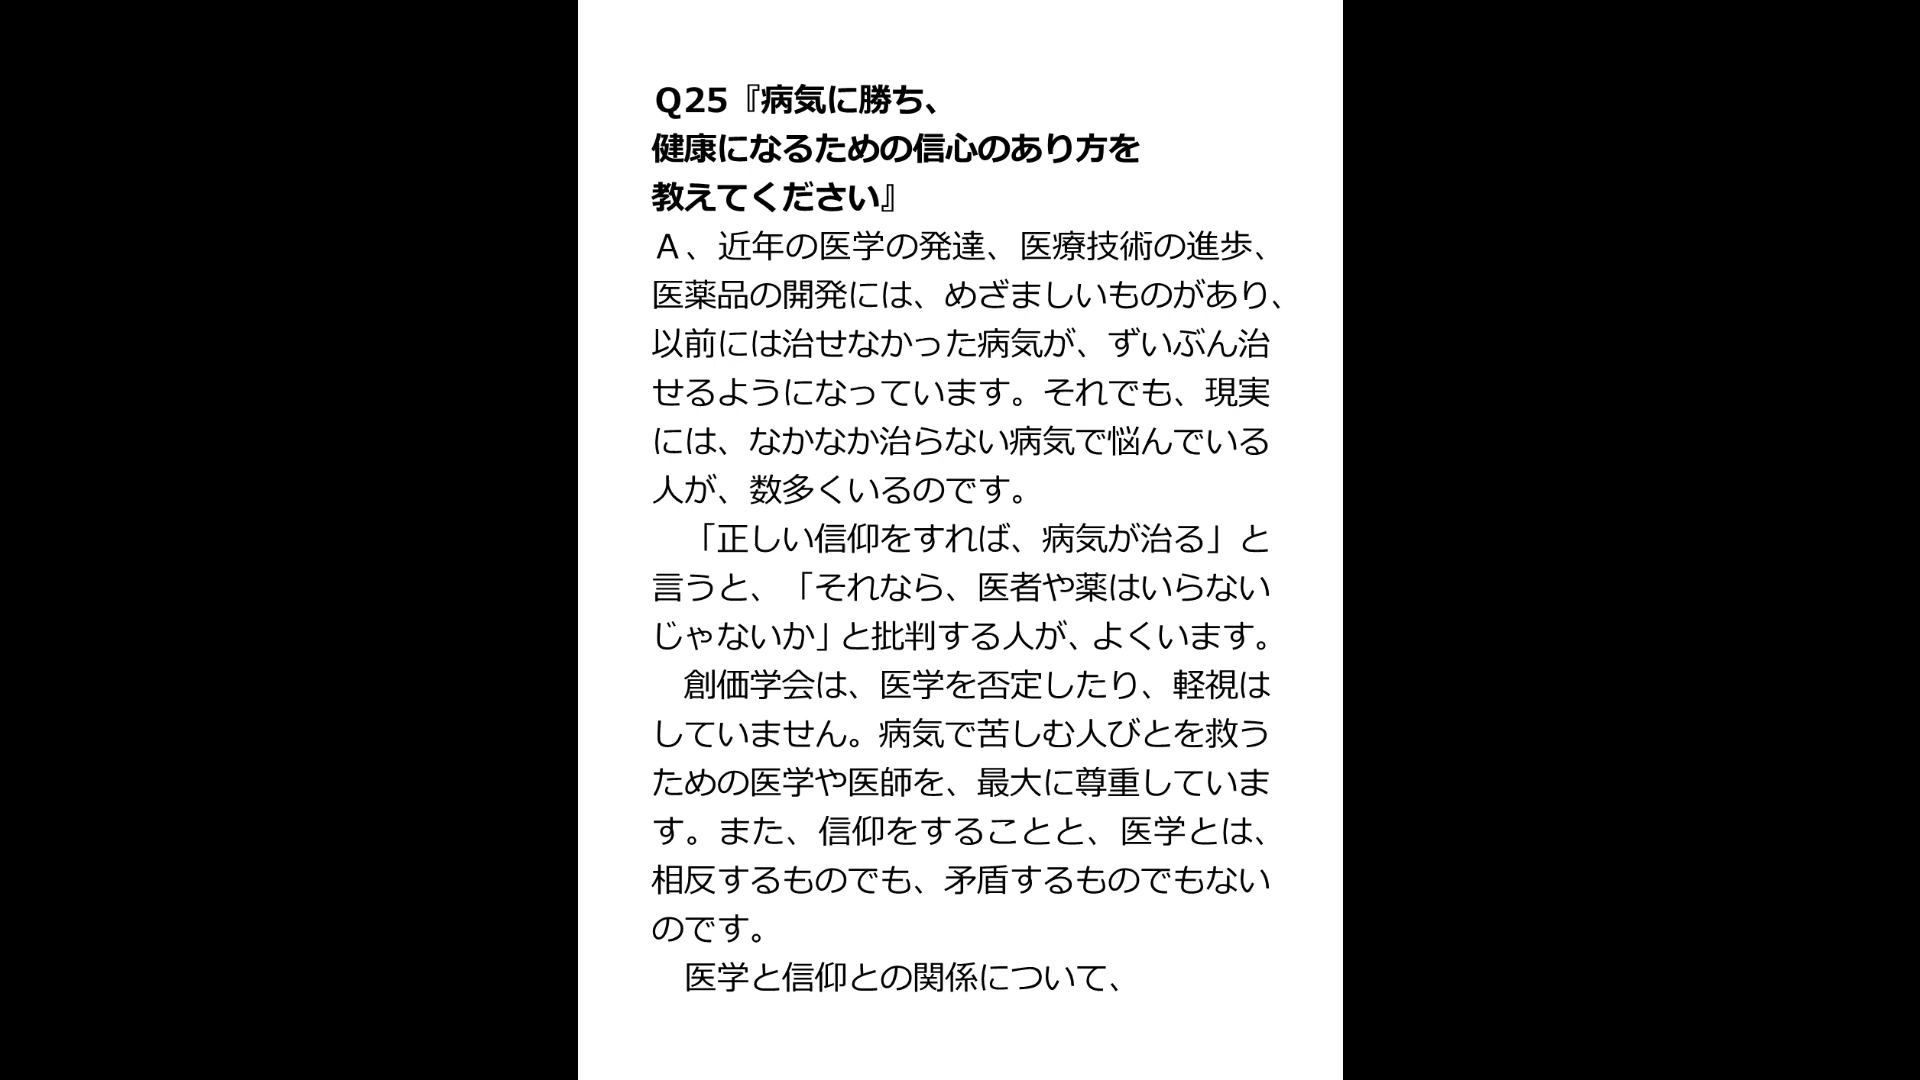 Q25『病気に勝ち、
健康になるための信心のあり方を
教えてください』
Ａ、近年の医学の発達、医療技術の進歩、
医薬品の開発には、めざましいものがあり、
以前には治せなかった病気が、ずいぶん治
せるようになっています。それでも、現実
には、なかなか治らない病気で悩んでいる
人が、数多くいるのです。
　「正しい信仰をすれば、病気が治る」と
言うと、「それなら、医者や薬はいらない
じゃないか」と批判する人が、よくいます。
　創価学会は、医学を否定したり、軽視は
していません。病気で苦しむ人びとを救う
ための医学や医師を、最大に尊重していま
す。また、信仰をすることと、医学とは、
相反するものでも、矛盾するものでもない
のです。
　医学と信仰との関係について、